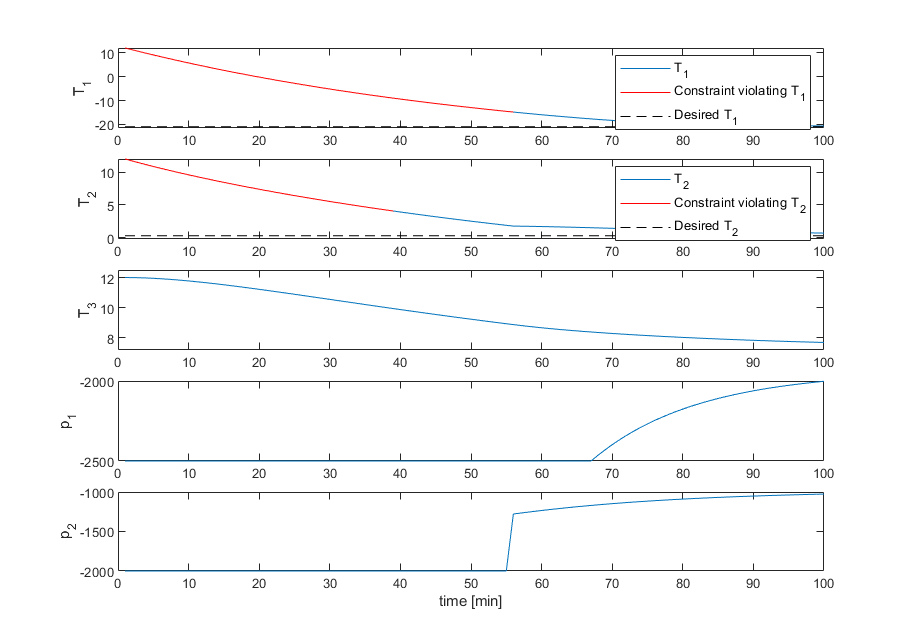 10
0
-10
-20
T1
T1
Constraint violating T1
Desired T1
0 10 20 30 40 50 60 70 80 90 100
10
5
0
T2
T2
Constraint violating T2
Desired T2
0 10 20 30 40 50 60 70 80 90 100
12
10
8
T3
0 10 20 30 40 50 60 70 80 90 100
-2000
-2500
p1
0 10 20 30 40 50 60 70 80 90 100
-1000
-1500
-2000
p2
0 10 20 30 40 50 60 70 80 90 100
time [min]